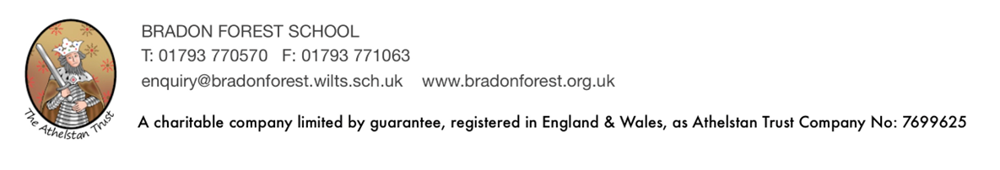 BRADON FOREST SCHOOL
T: 01793 770570   F: 01793 771063
enquiry@bradonforest.wilts.sch.uk   www.bradonforest.org.uk
The Athelstan Trust
A charitable company limited by guarantee, registered in England & Wales, as Athelstan Trust Company No: 7699625